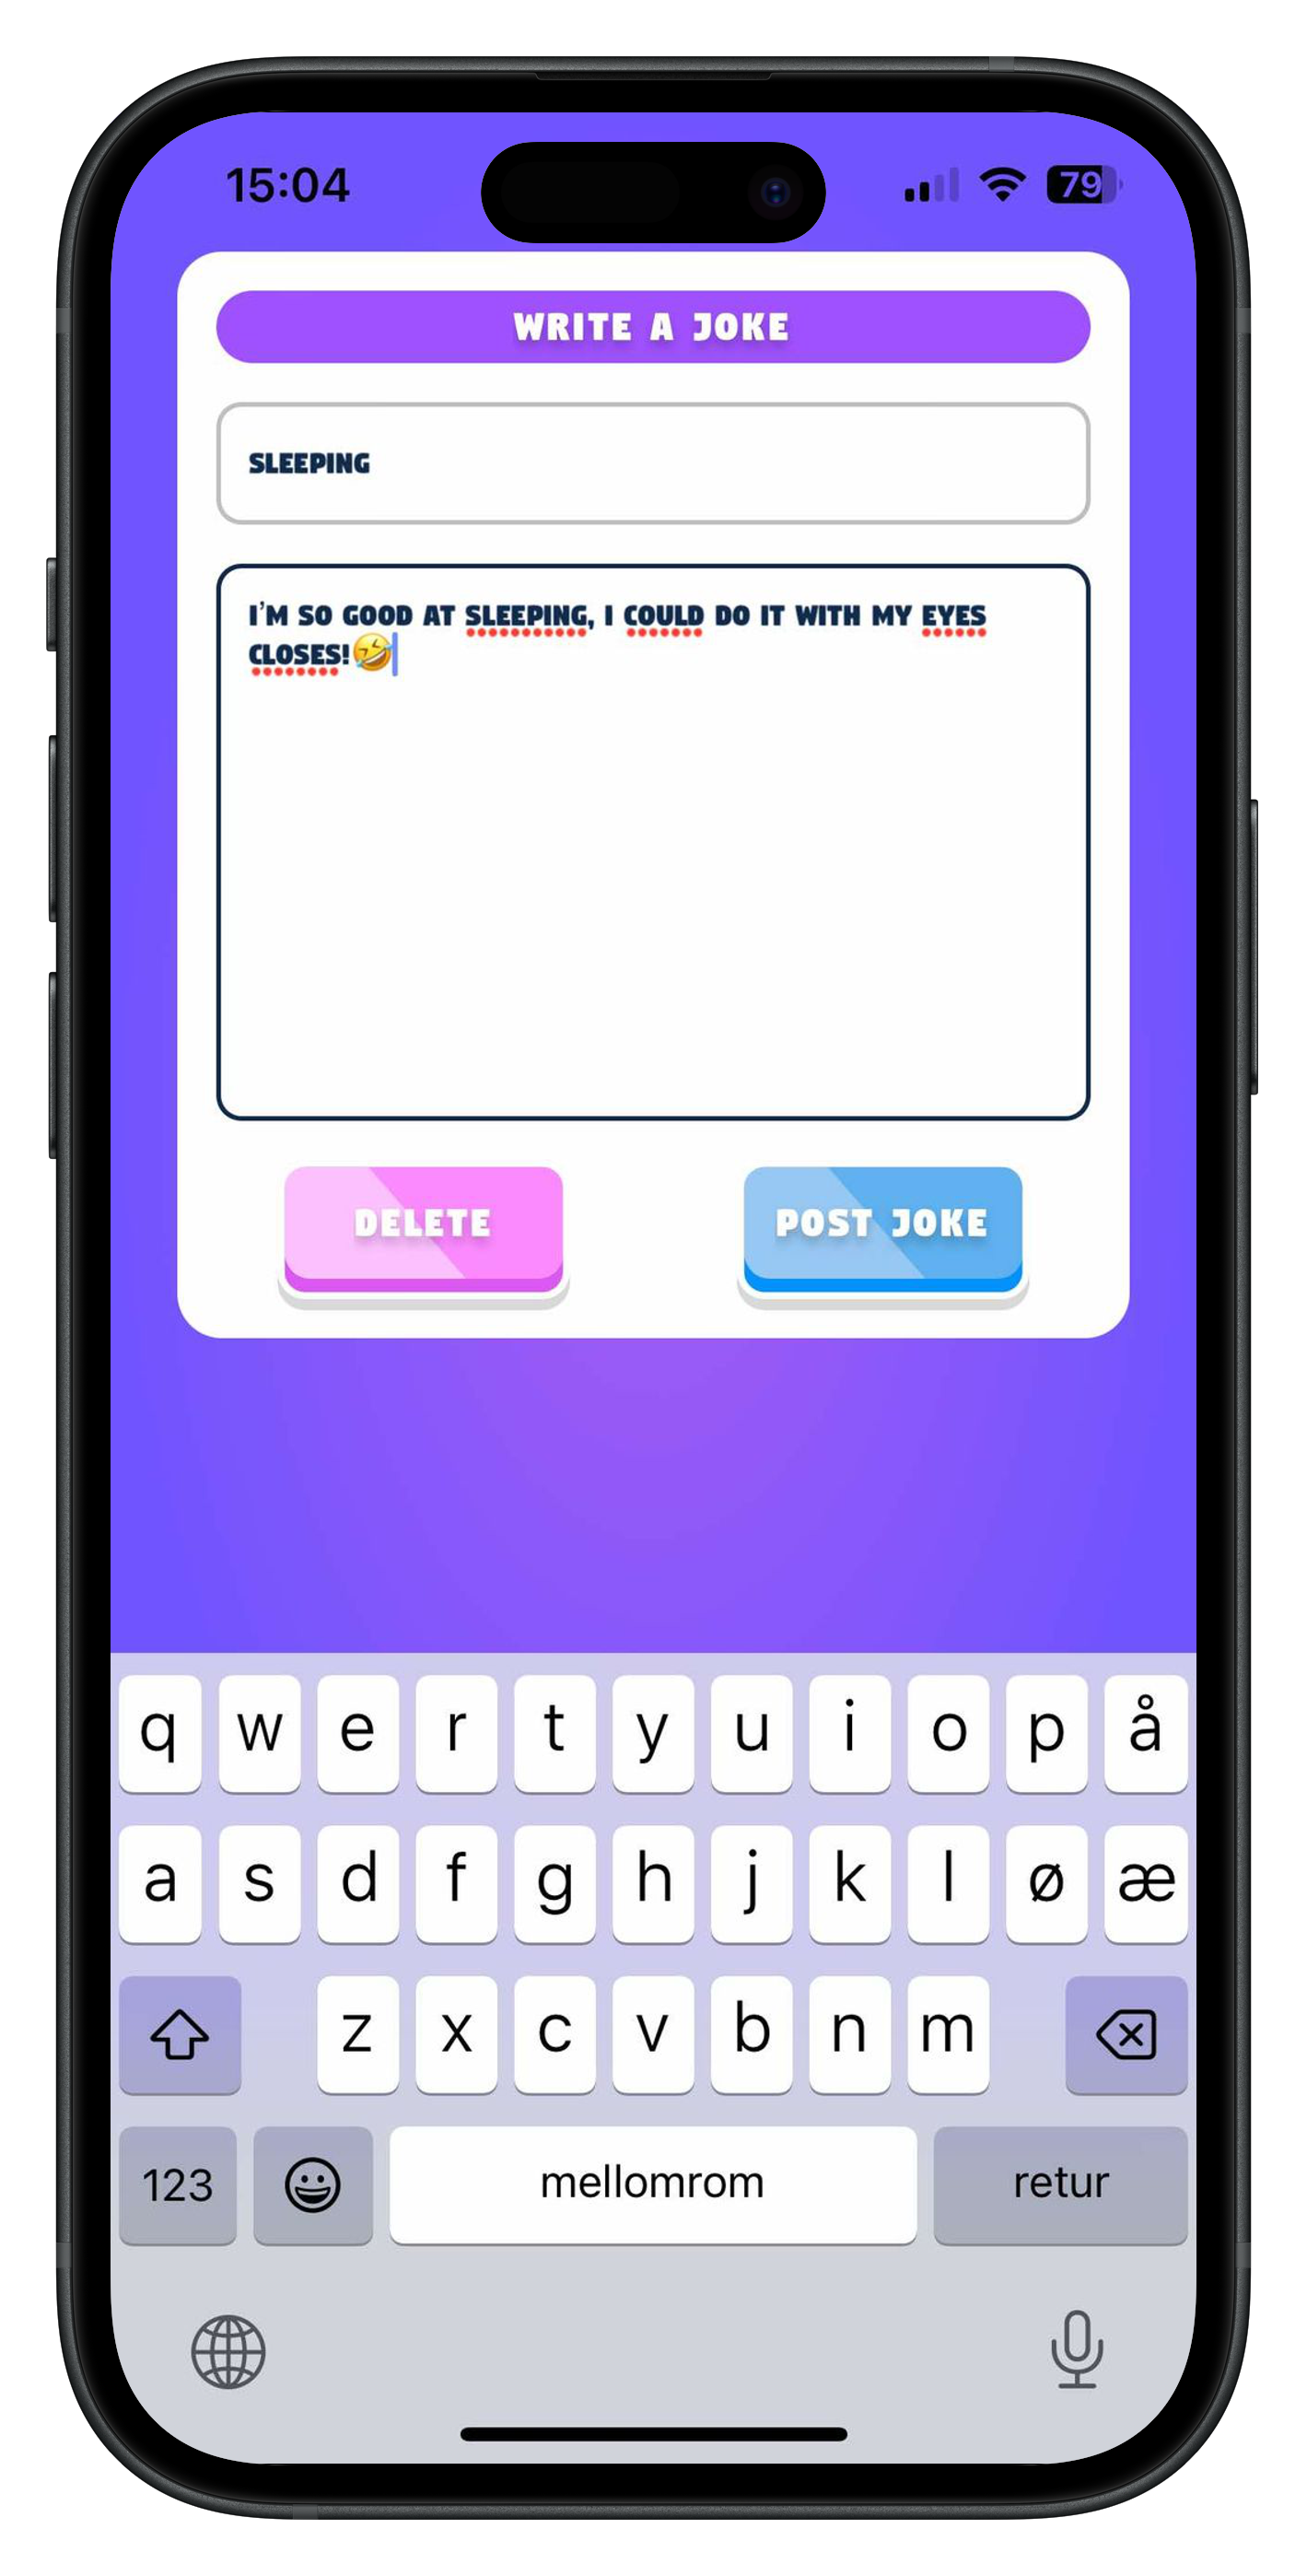 15:04
79
WRITE A JOKE
SLEEPING
I'M SO GOOD AT SLEEPING, I COULD DO IT WITH MY EYES
CLOSES!🤣
DELETE
POST JOKE
q w e r t y u i o p å
a s d f g h j k l ø æ
z x c v b n m
123
mellomrom
retur